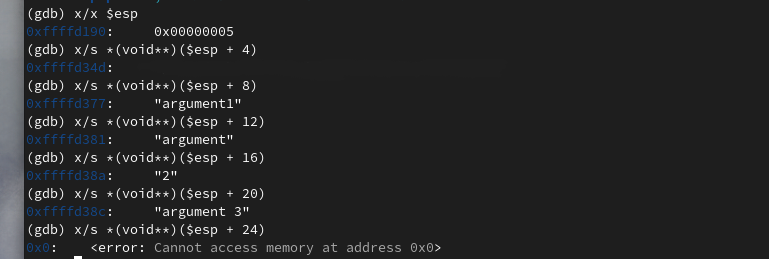 (gdb) x/x $esp
0xffffd190:     0x00000005
(gdb) x/s *(void**)($esp + 4)
0xffffd34d:
(gdb) x/s *(void**)($esp + 8)
0xffffd377:     "argument1"
(gdb) x/s *(void**)($esp + 12)
0xffffd381:     "argument"
(gdb) x/s *(void**)($esp + 16)
0xffffd38a:     "2"
(gdb) x/s *(void**)($esp + 20)
0xffffd38c:     "argument 3"
(gdb) x/s *(void**)($esp + 24)
0x0:    <error: Cannot access memory at address 0x0>